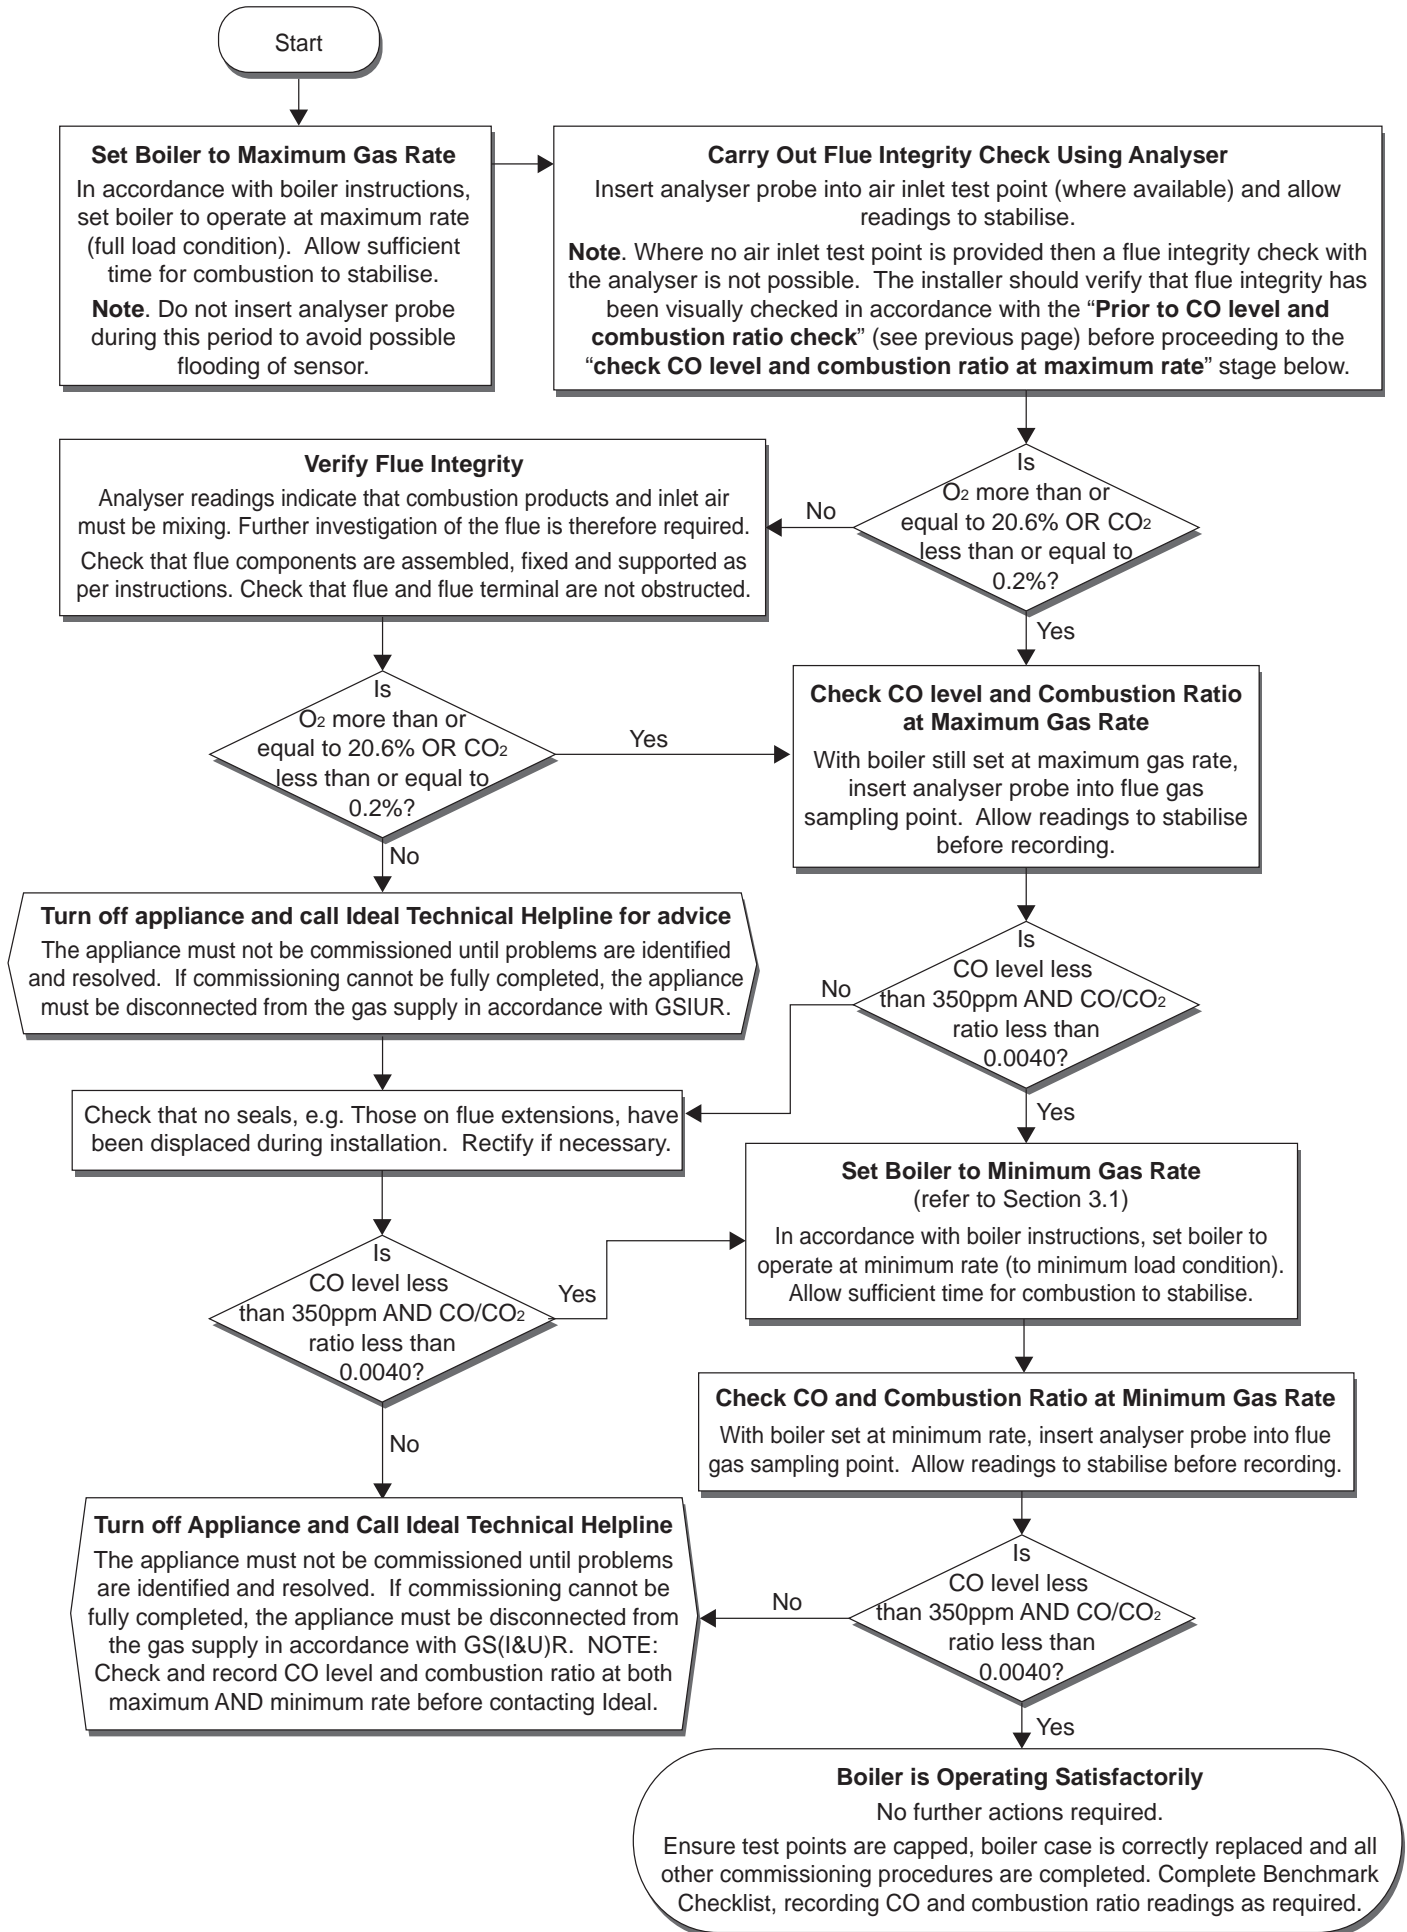 Start
Set Boiler to Maximum Gas Rate
In accordance with boiler instructions,
set boiler to operate at maximum rate
(full load condition).  Allow sufficient
time for combustion to stabilise.
Note. Do not insert analyser probe
during this period to avoid possible
flooding of sensor.
Carry Out Flue Integrity Check Using Analyser
Insert analyser probe into air inlet test point (where available) and allow
readings to stabilise.
Note. Where no air inlet test point is provided then a flue integrity check with
the analyser is not possible.  The installer should verify that flue integrity has
been visually checked in accordance with the “Prior to CO level and
combustion ratio check” (see previous page) before proceeding to the
“check CO level and combustion ratio at maximum rate” stage below.
Is
O2 more than or
equal to 20.6% OR CO2
less than or equal to
0.2%?
No
Yes
Verify Flue Integrity
Analyser readings indicate that combustion products and inlet air
must be mixing. Further investigation of the flue is therefore required.
Check that flue components are assembled, fixed and supported as
per instructions. Check that flue and flue terminal are not obstructed.
Is
O2 more than or
equal to 20.6% OR CO2
less than or equal to
0.2%?
Yes
No
Check CO level and Combustion Ratio
at Maximum Gas Rate
With boiler still set at maximum gas rate,
insert analyser probe into flue gas
sampling point.  Allow readings to stabilise
before recording.
Turn off appliance and call Ideal Technical Helpline for advice
The appliance must not be commissioned until problems are identified
and resolved.  If commissioning cannot be fully completed, the appliance
must be disconnected from the gas supply in accordance with GSIUR.
Is
CO level less
than 350ppm AND CO/CO2
ratio less than
0.0040?
No
Yes
Check that no seals, e.g. Those on flue extensions, have
been displaced during installation.  Rectify if necessary.
Set Boiler to Minimum Gas Rate
(refer to Section 3.1)
In accordance with boiler instructions, set boiler to
operate at minimum rate (to minimum load condition).
Allow sufficient time for combustion to stabilise.
Is
CO level less
than 350ppm AND CO/CO2
ratio less than
0.0040?
Yes
No
Check CO and Combustion Ratio at Minimum Gas Rate
With boiler set at minimum rate, insert analyser probe into flue
gas sampling point.  Allow readings to stabilise before recording.
Turn off Appliance and Call Ideal Technical Helpline
The appliance must not be commissioned until problems
are identified and resolved.  If commissioning cannot be
fully completed, the appliance must be disconnected from
the gas supply in accordance with GS(I&U)R.  NOTE:
Check and record CO level and combustion ratio at both
maximum AND minimum rate before contacting Ideal.
Is
CO level less
than 350ppm AND CO/CO2
ratio less than
0.0040?
No
Yes
Boiler is Operating Satisfactorily
No further actions required.
Ensure test points are capped, boiler case is correctly replaced and all
other commissioning procedures are completed. Complete Benchmark
Checklist, recording CO and combustion ratio readings as required.